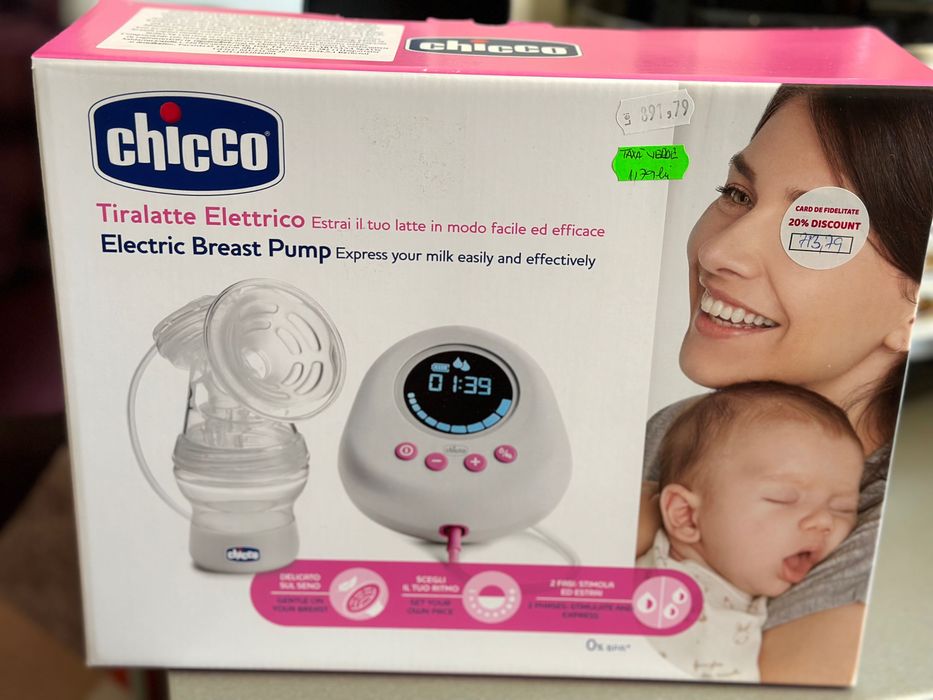 chicco
chicco
Lei 891,79
TAXĂ VERDE
1,79 lei
CARD DE FIDELITATE
20% DISCOUNT
713,79
Tiralatte Elettrico Estrai il tuo latte in modo facile ed efficace
Electric Breast Pump Express your milk easily and effectively
01:39
chicco
chicco
DELICATO
SUL SENO
GENTLE ON
YOUR BREAST
SCEGLI
IL TUO RITMO
SET YOUR
OWN PACE
2 FASI: STIMOLA
ED ESTRAI
2 PHASES: STIMULATE AND
EXPRESS
0%